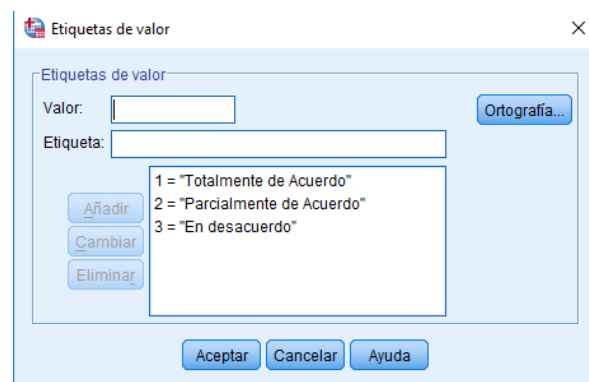 Etiquetas de valor
Etiquetas de valor
Valor:
Ortografía...
Etiqueta:
1 = "Totalmente de Acuerdo"
2 = "Parcialmente de Acuerdo"
3 = "En desacuerdo"
Añadir
Cambiar
Eliminar
Aceptar Cancelar Ayuda